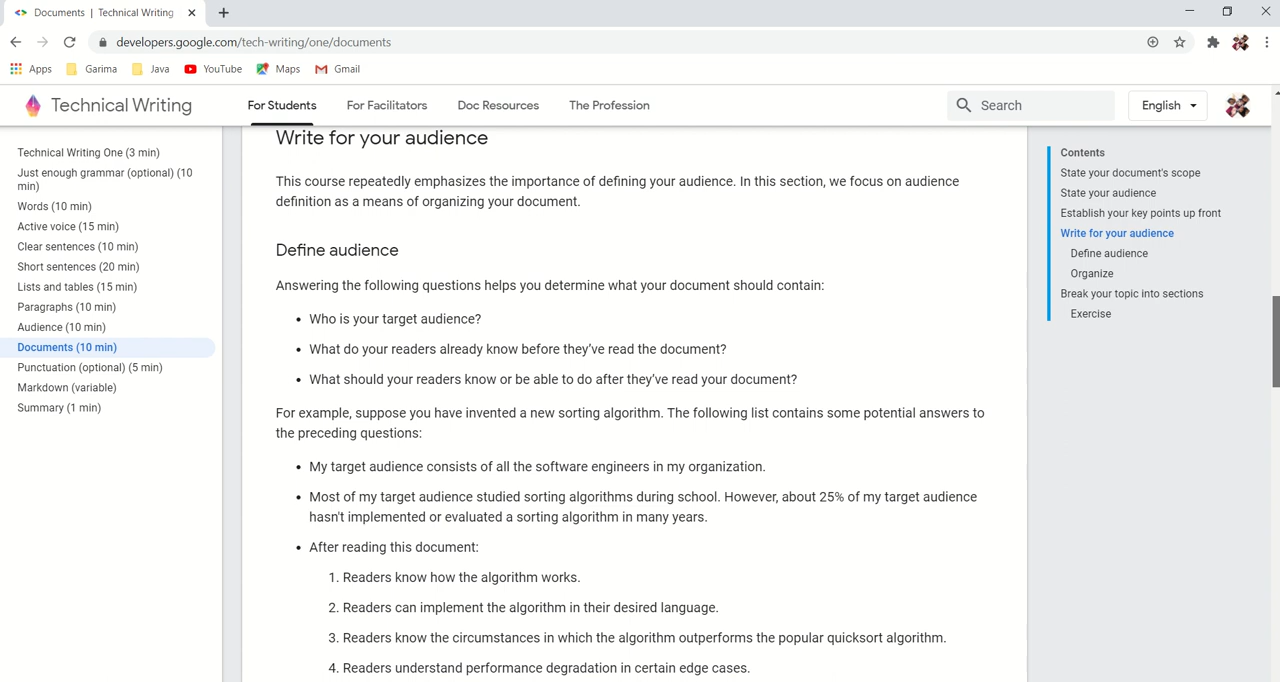 Documents | Technical Writing
developers.google.com/tech-writing/one/documents
Apps Garima Java YouTube Maps Gmail
Technical Writing For Students For Facilitators Doc Resources The Profession Search English
Technical Writing One (3 min)
Just enough grammar (optional) (10
min)
Words (10 min)
Active voice (15 min)
Clear sentences (10 min)
Short sentences (20 min)
Lists and tables (15 min)
Paragraphs (10 min)
Audience (10 min)
Documents (10 min)
Punctuation (optional) (5 min)
Markdown (variable)
Summary (1 min)
Write for your audience
This course repeatedly emphasizes the importance of defining your audience. In this section, we focus on audience
definition as a means of organizing your document.
Define audience
Answering the following questions helps you determine what your document should contain:
• Who is your target audience?
• What do your readers already know before they’ve read the document?
• What should your readers know or be able to do after they’ve read your document?
For example, suppose you have invented a new sorting algorithm. The following list contains some potential answers to
the preceding questions:
• My target audience consists of all the software engineers in my organization.
• Most of my target audience studied sorting algorithms during school. However, about 25% of my target audience
hasn't implemented or evaluated a sorting algorithm in many years.
• After reading this document:
1. Readers know how the algorithm works.
2. Readers can implement the algorithm in their desired language.
3. Readers know the circumstances in which the algorithm outperforms the popular quicksort algorithm.
4. Readers understand performance degradation in certain edge cases.
Contents
State your document's scope
State your audience
Establish your key points up front
Write for your audience
Define audience
Organize
Break your topic into sections
Exercise